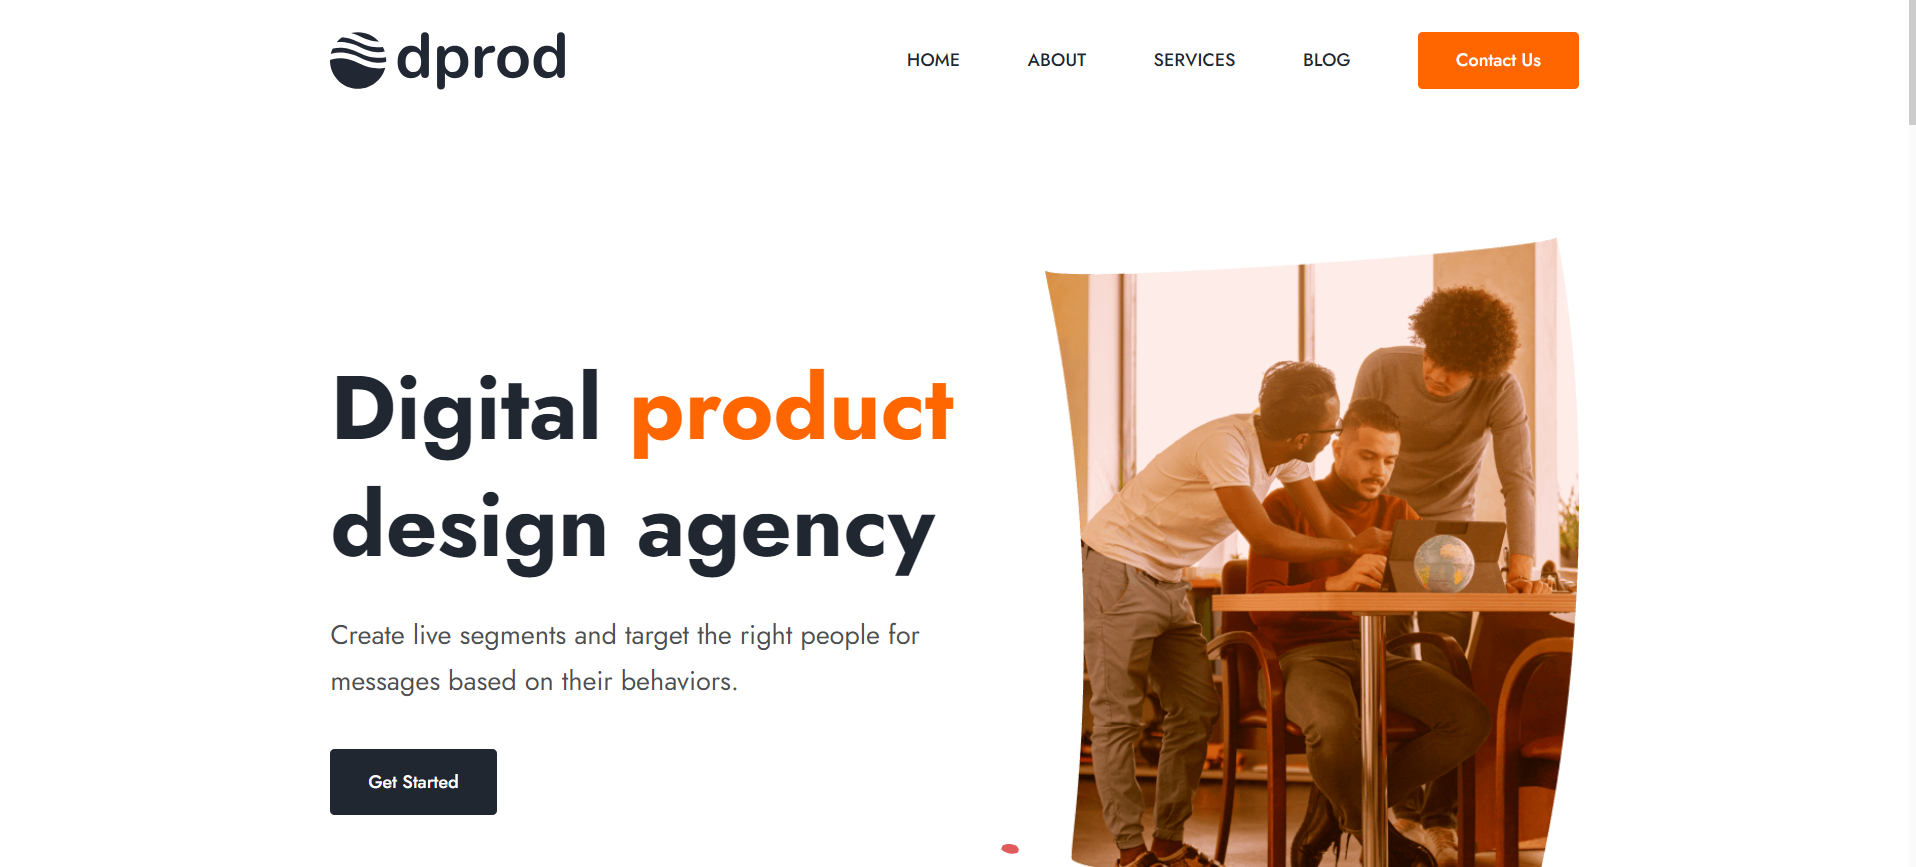 dprod
HOME ABOUT SERVICES BLOG Contact Us
Digital product
design agency
Create live segments and target the right people for
messages based on their behaviors.
Get Started